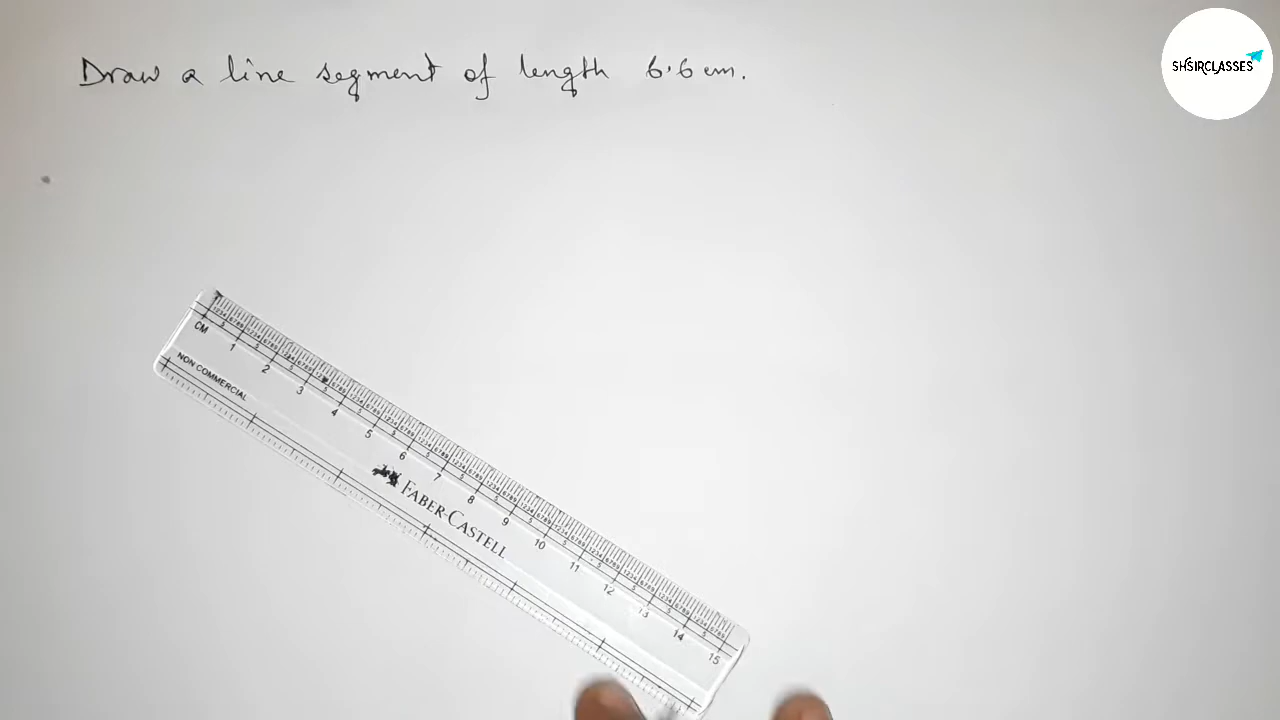 Draw a line segment of length 6.6 cm.
SHSIRCLASSES
CM
1 2 3 4 5 6 7 8 9 10 11 12 13 14 15
NON COMMERCIAL
FABER-CASTELL